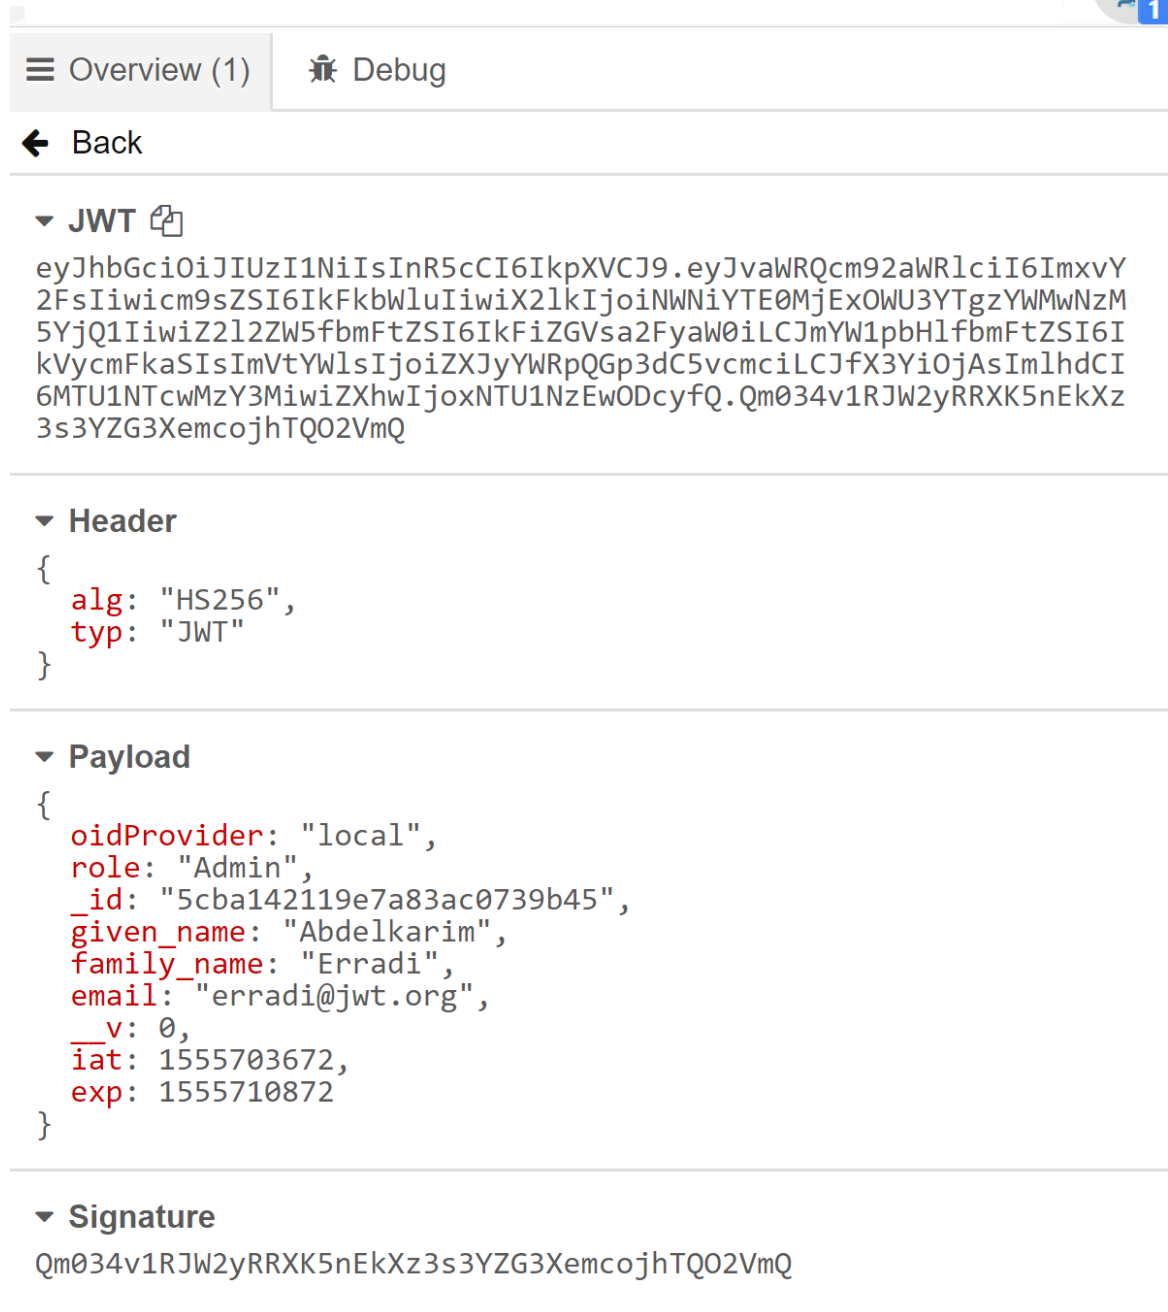 1
Overview (1) Debug
Back
JWT
eyJhbGciOiJIUzI1NiIsInR5cCI6IkpXVCJ9.eyJvaWRQcm92aWRlciI6ImxvY
2FsIiwicm9sZSI6IkFkbWluIiwiX2lkIjoiNWNiYTE0MjExOWU3YTgzYWMwNzM
5YjQ1IiwiZ2l2ZW5fbmFtZSI6IkFiZGVsa2FyaW0iLCJmYW1pbHlfbmFtZSI6I
kVycmFkaSIsImVtYWlsIjoiZXJyYWRpQGp3dC5vcmciLCJfX3YiOjAsImlhdCI
6MTU1NTcwMzY3MiwiZXhwIjoxNTU1NzEwODcyfQ.Qm034v1RJW2yRRXK5nEkXz
3s3YZG3XemcojhTQO2VmQ
Header
{
alg: "HS256",
typ: "JWT"
}
Payload
{
oidProvider: "local",
role: "Admin",
_id: "5cba142119e7a83ac0739b45",
given_name: "Abdelkarim",
family_name: "Erradi",
email: "erradi@jwt.org",
__v: 0,
iat: 1555703672,
exp: 1555710872
}
Signature
Qm034v1RJW2yRRXK5nEkXz3s3YZG3XemcojhTQO2VmQ